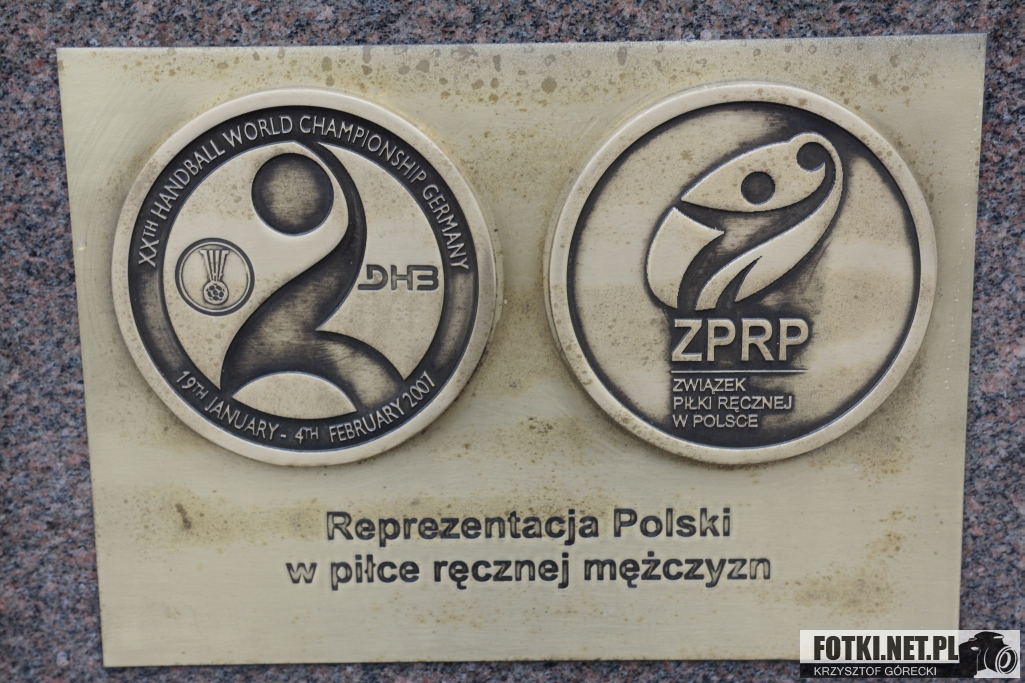 XXTH HANDBALL WORLD CHAMPIONSHIP GERMANY
DHB
19TH JANUARY - 4TH FEBRUARY 2007
ZPRP
ZWIĄZEK
PIŁKI RĘCZNEJ
W POLSCE
Reprezentacja Polski
w piłce ręcznej mężczyzn
FOTKI.NET.PL
KRZYSZTOF GÓRECKI